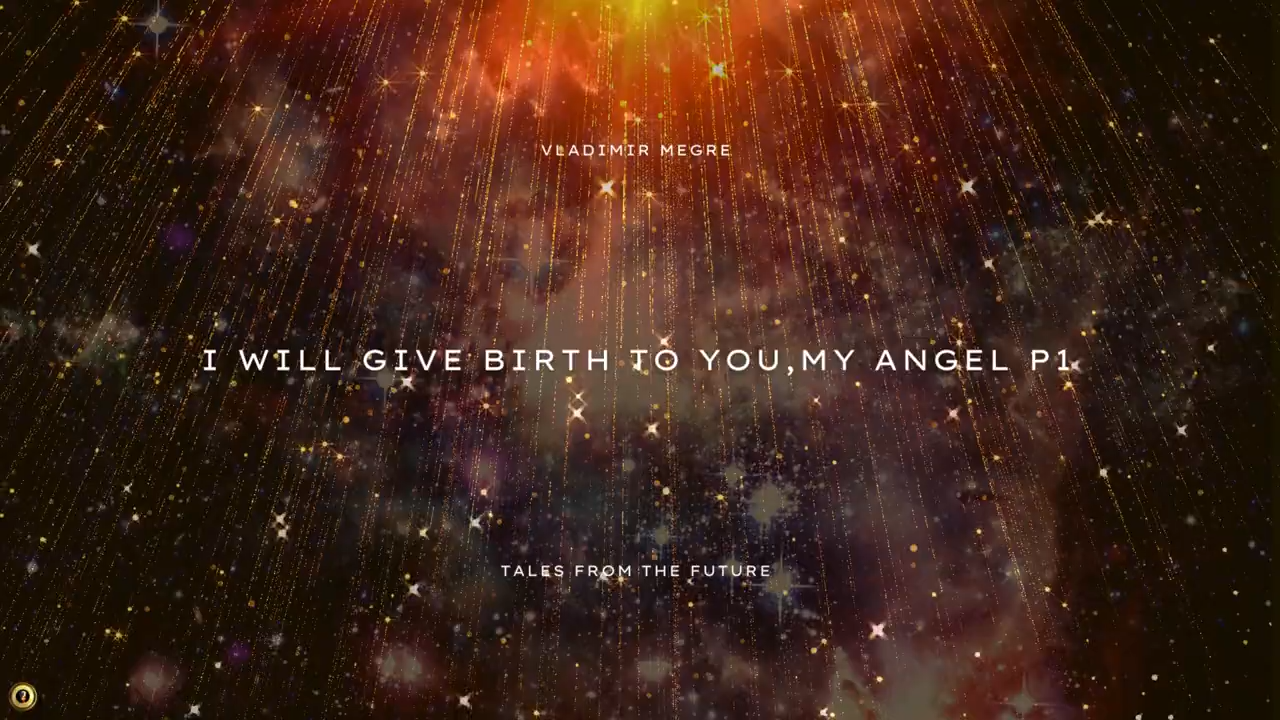 VLADIMIR MEGRE
I WILL GIVE BIRTH TO YOU,MY ANGEL P1
TALES FROM THE FUTURE